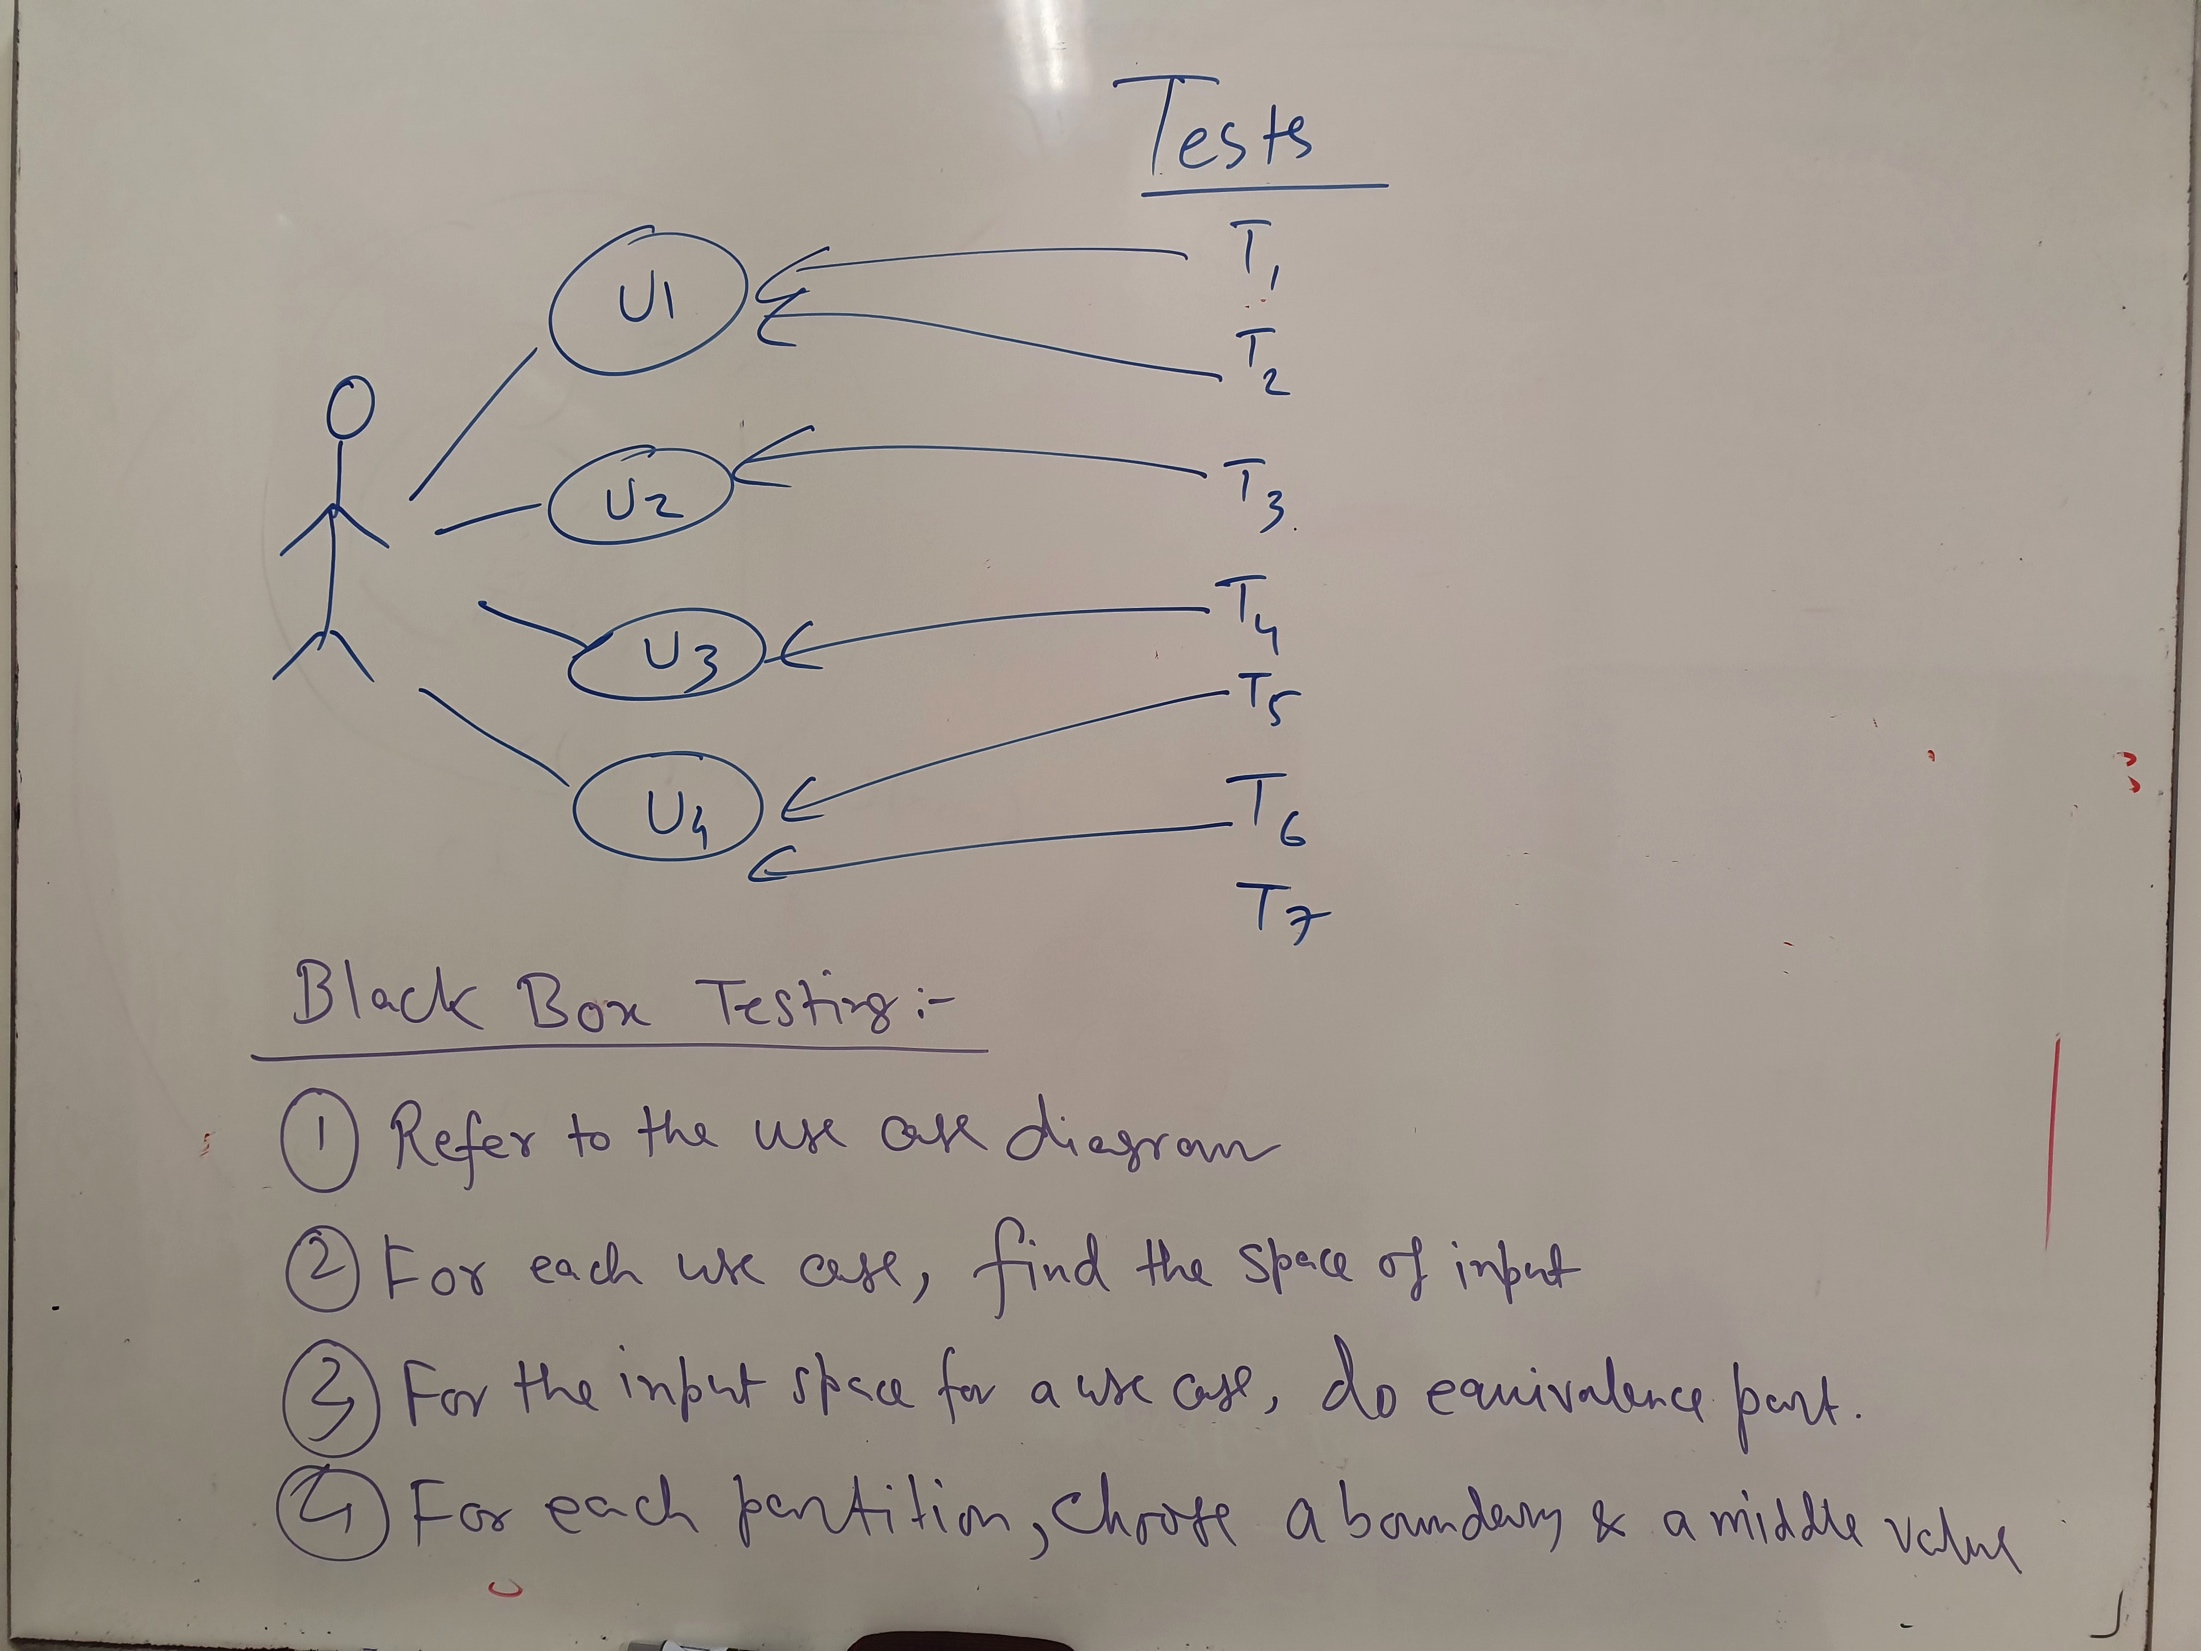 Tests
U1
T1
T2
U2
T3
U3
T4
T5
U4
T6
T7
Black Box Testing :-
1 Refer to the use case diagram
2 For each use case, find the space of input
3 For the input space for a use case, do equivalence part.
4 For each partition, choose a boundary & a middle value